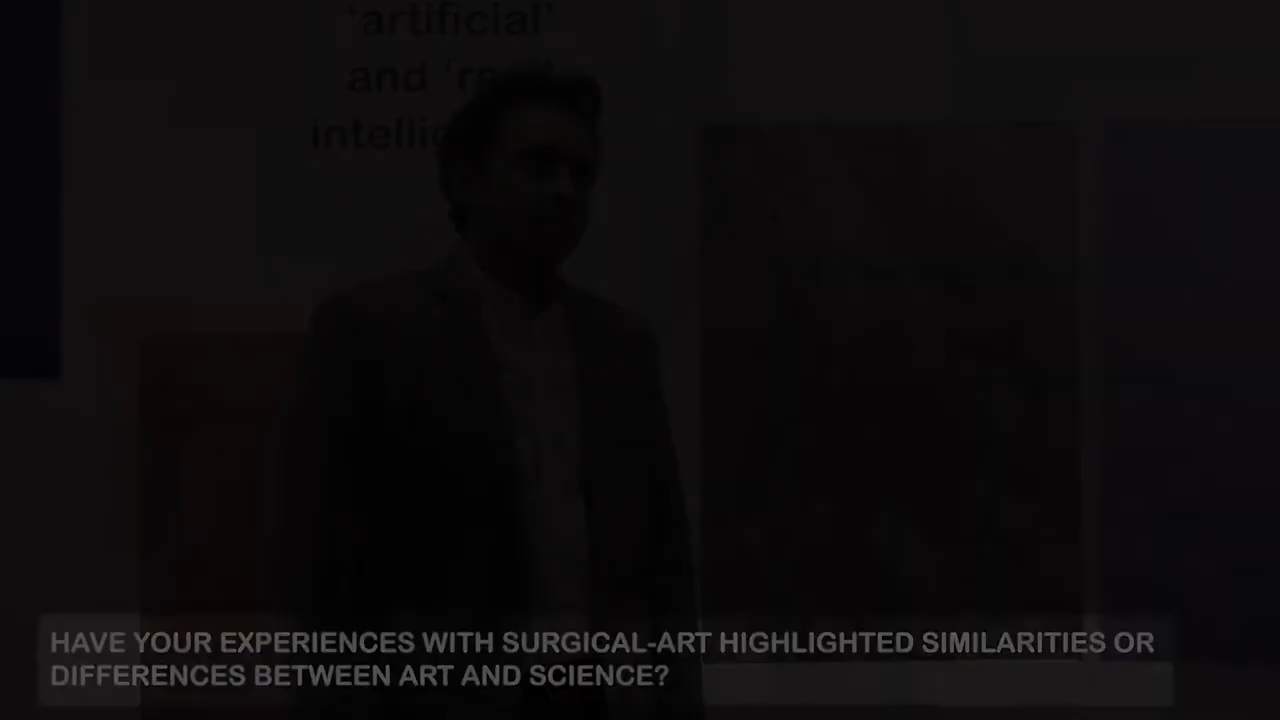 ‘artificial’
and
HAVE YOUR EXPERIENCES WITH SURGICAL-ART HIGHLIGHTED SIMILARITIES OR
DIFFERENCES BETWEEN ART AND SCIENCE?